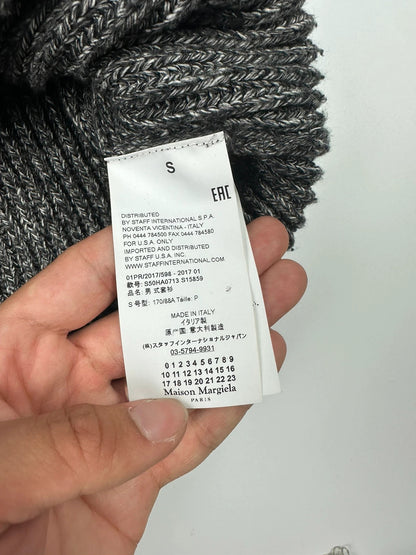 S
EAC
DISTRIBUTED
BY STAFF INTERNATIONAL S.P.A.
NOVENTA VICENTINA - ITALY
PH 0444 784500 FAX 0444 784580
FOR U.S.A. ONLY
IMPORTED AND DISTRIBUTED
BY STAFF USA INC.
WWW.STAFFINTERNATIONAL.COM
01PR/2017/598 - 2017 01
款号: S50HA0713 S15859
品名: 男 式套衫
S 号型: 170/88A Taille: P
MADE IN ITALY
イタリア製
原产国: 意大利製造
(株)スタッフインターナショナルジャパン
03-5794-9931
0 1 2 3 4 5 6 7 8 9
10 11 12 13 14 15 16
17 18 19 20 21 22 23
Maison Margiela
PARIS